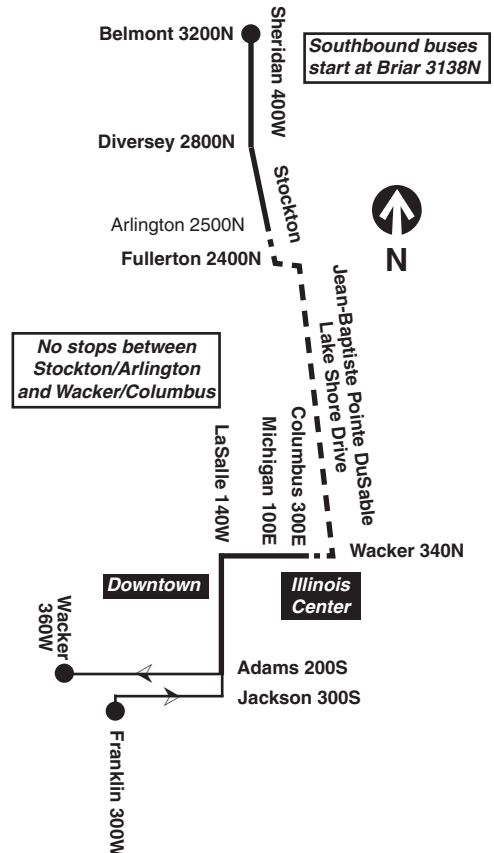 Belmont 3200N
Sheridan 400W
Southbound buses
start at Briar 3138N
Diversey 2800N
Stockton
Arlington 2500N
Fullerton 2400N
N
Jean-Baptiste Pointe DuSable
Lake Shore Drive
No stops between
Stockton/Arlington
and Wacker/Columbus
LaSalle 140W
Michigan 100E
Columbus 300E
Wacker 340N
Downtown
Illinois
Center
Wacker
360W
Adams 200S
Jackson 300S
Franklin 300W